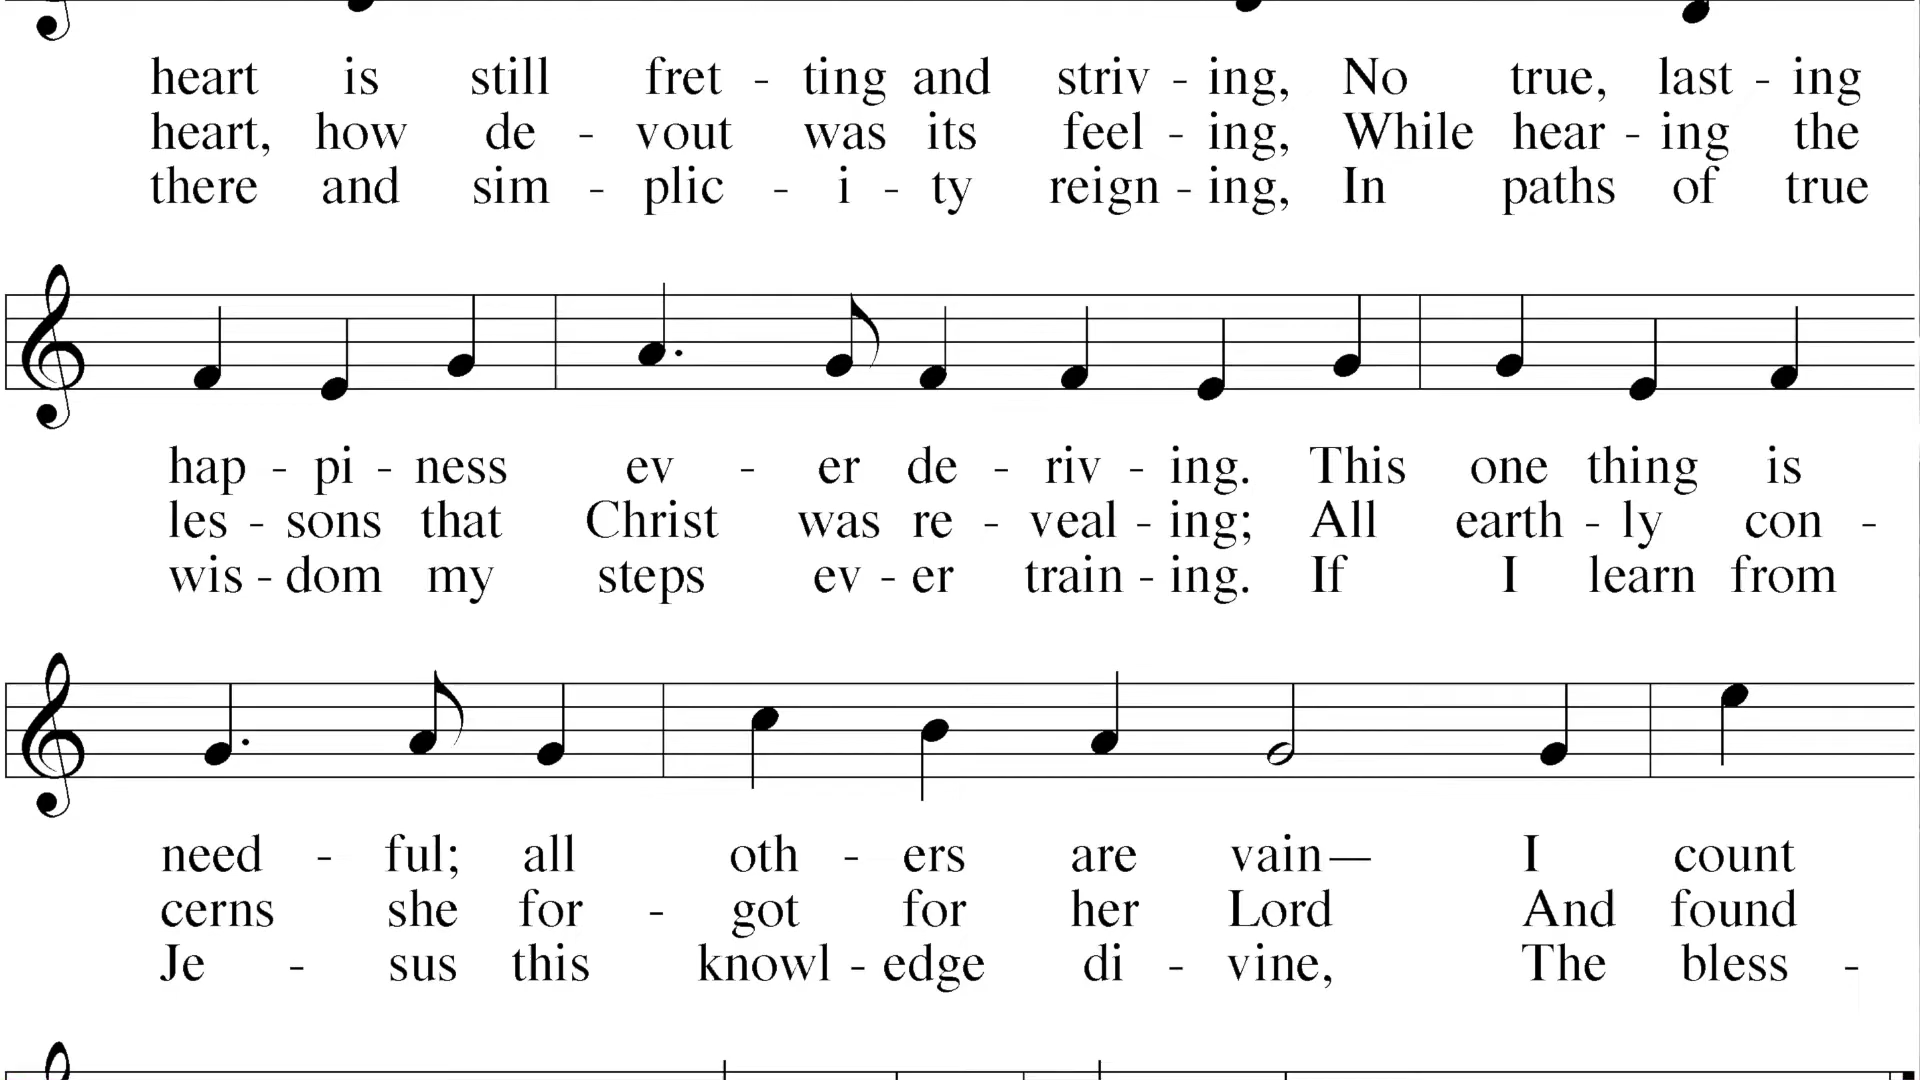 heart is still fret - ting and striv - ing, No true, last - ing
heart, how de - vout was its feel - ing, While hear - ing the
there and sim - plic - i - ty reign - ing, In paths of true
hap - pi - ness ev - er de - riv - ing. This one thing is
les - sons that Christ was re - veal - ing; All earth - ly con -
wis - dom my steps ev - er train - ing. If I learn from
need - ful; all oth - ers are vain— I count
cerns she for - got for her Lord And found
Je - sus this knowl - edge di - vine, The bless -